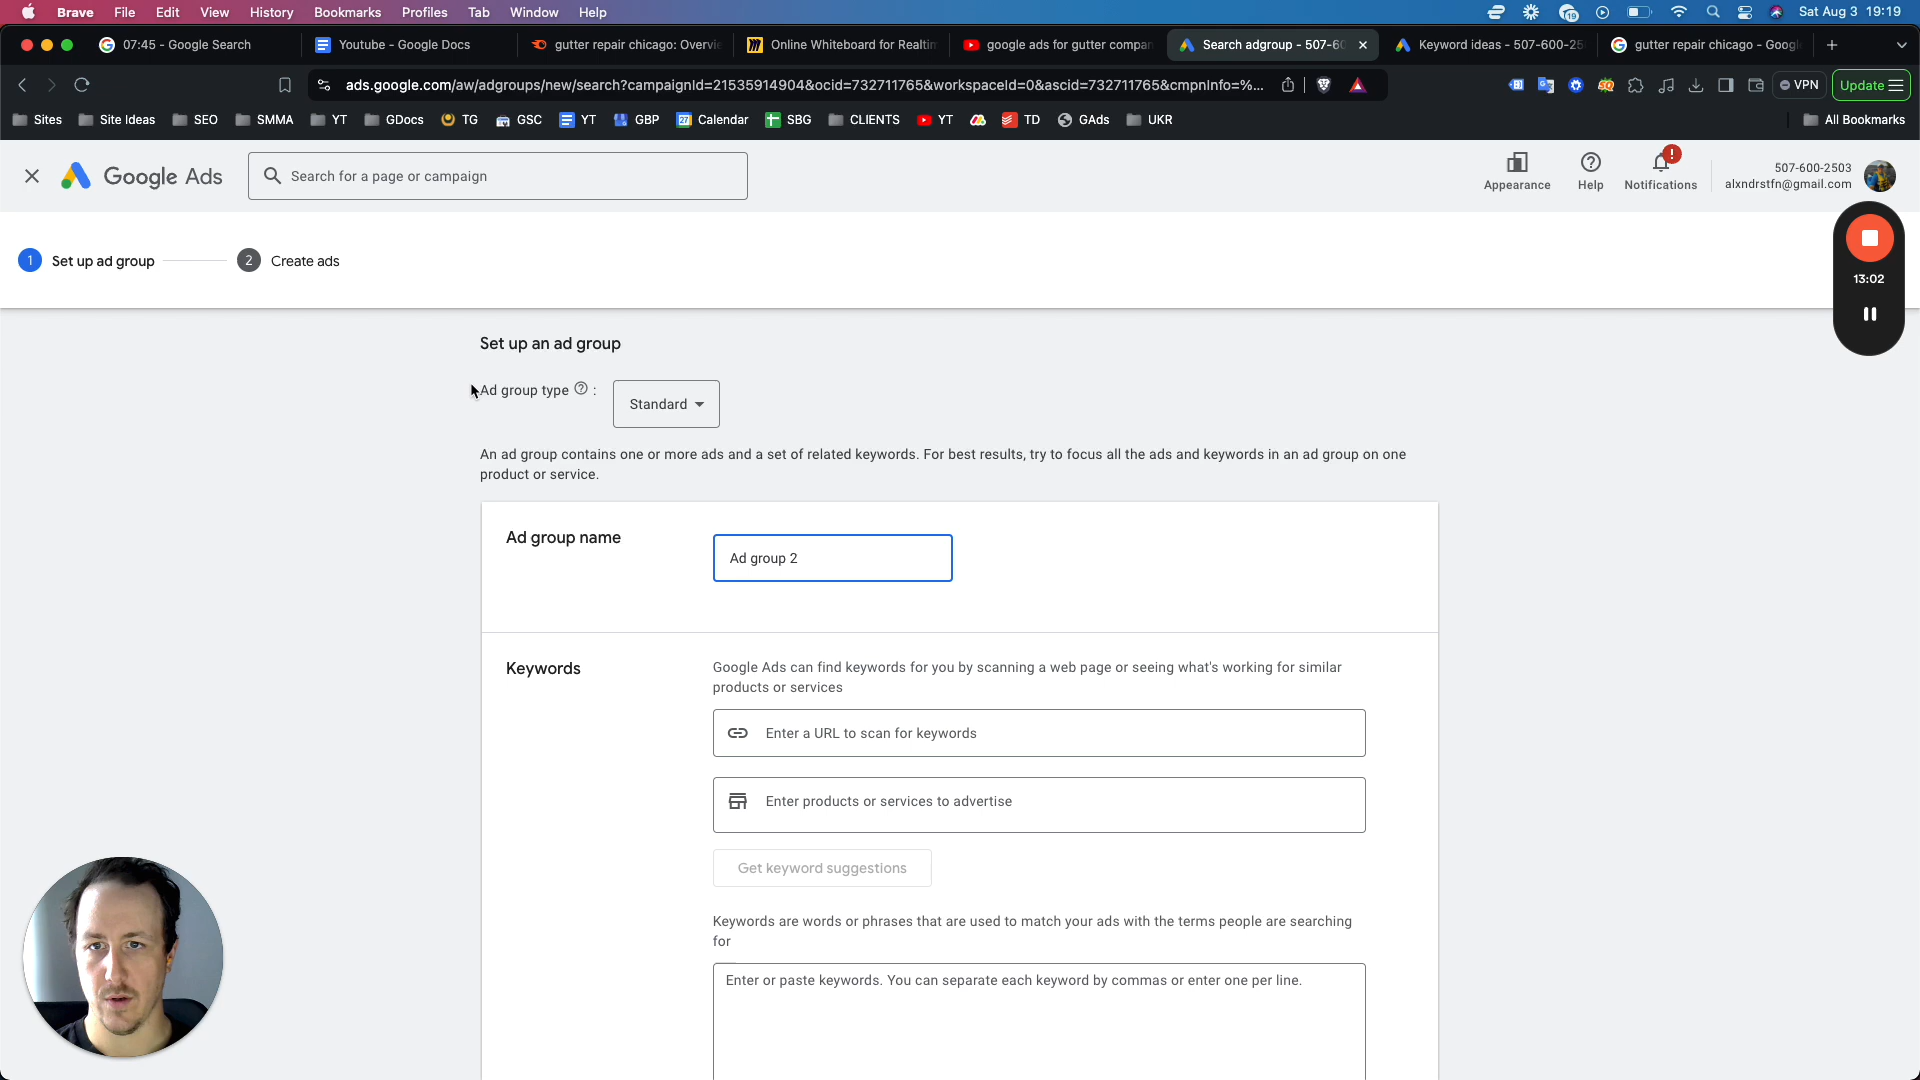 Brave File Edit View History Bookmarks Profiles Tab Window Help
19
Sat Aug 3 19:19
07:45 - Google Search
Youtube - Google Docs
gutter repair chicago: Overvie
Online Whiteboard for Realtim
google ads for gutter compan
Search adgroup - 507-60
Keyword ideas - 507-600-25
gutter repair chicago - Googl
ads.google.com/aw/adgroups/new/search?campaignId=21535914904&ocid=732711765&workspaceId=0&ascid=732711765&cmpnInfo=%...
VPN
Update
Sites
Site Ideas
SEO
SMMA
YT
GDocs
TG
GSC
YT
GBP
Calendar
SBG
CLIENTS
YT
TD
GAds
UKR
All Bookmarks
Google Ads
Search for a page or campaign
Appearance
Help
Notifications
!
507-600-2503
alxndrstfn@gmail.com
1 Set up ad group
2 Create ads
13:02
Set up an ad group
Ad group type ? :
Standard
An ad group contains one or more ads and a set of related keywords. For best results, try to focus all the ads and keywords in an ad group on one
product or service.
Ad group name
Ad group 2
Keywords
Google Ads can find keywords for you by scanning a web page or seeing what's working for similar
products or services
Enter a URL to scan for keywords
Enter products or services to advertise
Get keyword suggestions
Keywords are words or phrases that are used to match your ads with the terms people are searching
for
Enter or paste keywords. You can separate each keyword by commas or enter one per line.